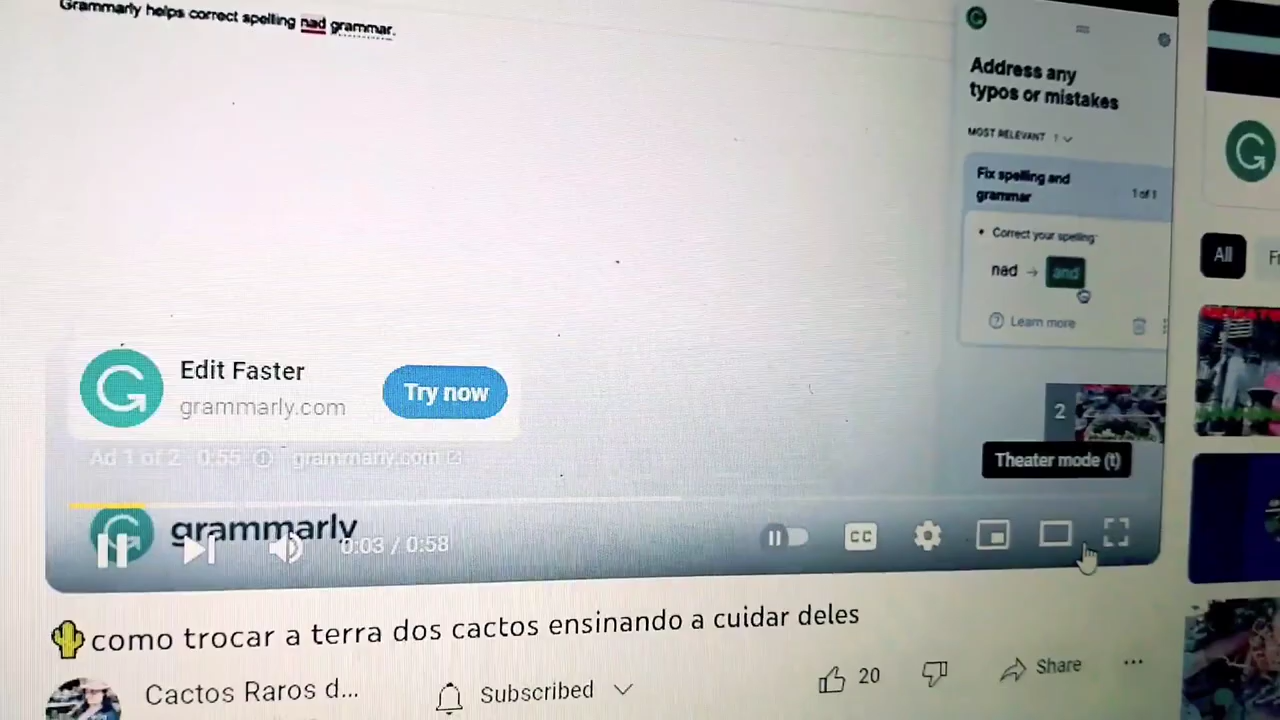 Grammarly helps correct spelling nad grammar.
Address any
typos or mistakes
MOST RELEVANT 1
Fix spelling and
grammar
1 of 1
• Correct your spelling
nad → and
Learn more
All
Edit Faster
grammarly.com
Try now
2
Ad 1 of 2 · 0:55 grammarly.com
Theater mode (t)
grammarly
0:03 / 0:58
CC
🌵como trocar a terra dos cactos ensinando a cuidar deles
Cactos Raros d...
Subscribed
20
Share
...